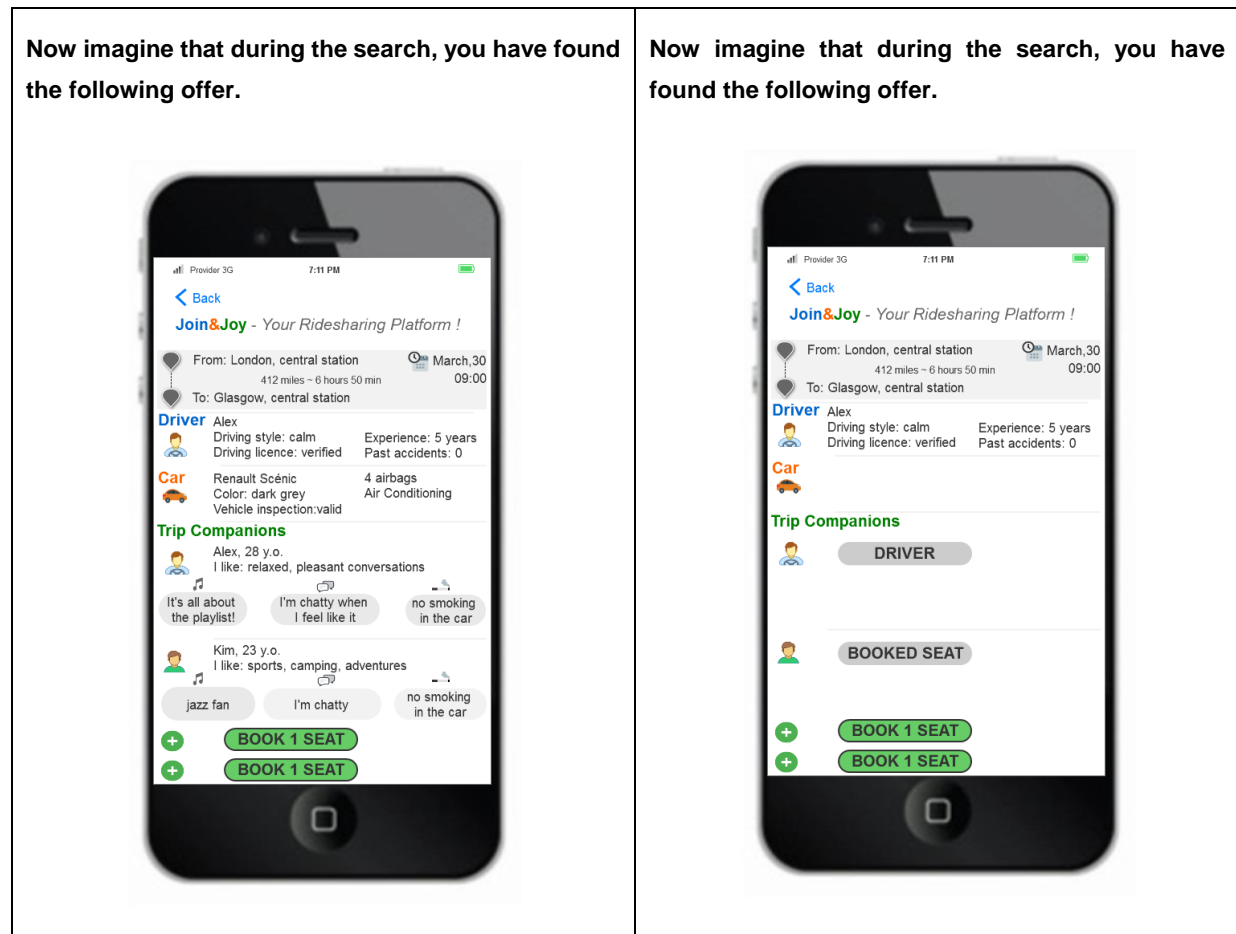 Now imagine that during the search, you have found
the following offer.
Provider 3G 7:11 PM
Back
Join&Joy - Your Ridesharing Platform !
From: London, central station March,30
412 miles ~ 6 hours 50 min 09:00
To: Glasgow, central station
Driver Alex
Driving style: calm Experience: 5 years
Driving licence: verified Past accidents: 0
Car Renault Scénic 4 airbags
Color: dark grey Air Conditioning
Vehicle inspection:valid
Trip Companions
Alex, 28 y.o.
I like: relaxed, pleasant conversations
It's all about I'm chatty when no smoking
the playlist! I feel like it in the car
Kim, 23 y.o.
I like: sports, camping, adventures
jazz fan I'm chatty no smoking
in the car
BOOK 1 SEAT
BOOK 1 SEAT
Now imagine that during the search, you have
found the following offer.
Provider 3G 7:11 PM
Back
Join&Joy - Your Ridesharing Platform !
From: London, central station March,30
412 miles ~ 6 hours 50 min 09:00
To: Glasgow, central station
Driver Alex
Driving style: calm Experience: 5 years
Driving licence: verified Past accidents: 0
Car
Trip Companions
DRIVER
BOOKED SEAT
BOOK 1 SEAT
BOOK 1 SEAT